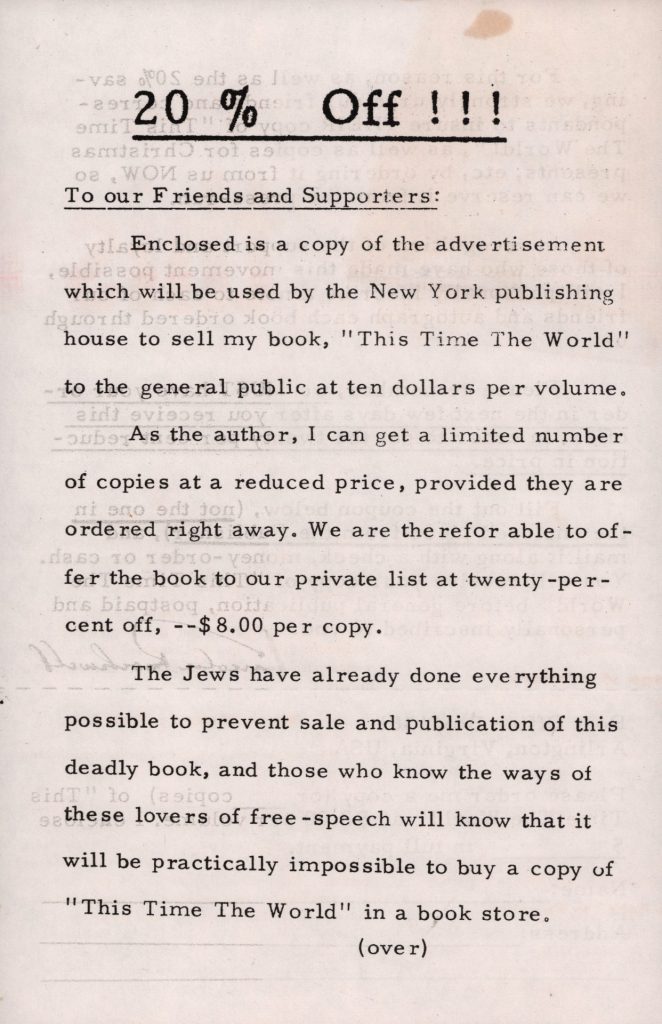 20 % Off !!!
To our Friends and Supporters:
Enclosed is a copy of the advertisement
which will be used by the New York publishing
house to sell my book, "This Time The World"
to the general public at ten dollars per volume.
As the author, I can get a limited number
of copies at a reduced price, provided they are
ordered right away. We are therefor able to of-
fer the book to our private list at twenty-per-
cent off, --$8.00 per copy.
The Jews have already done everything
possible to prevent sale and publication of this
deadly book, and those who know the ways of
these lovers of free-speech will know that it
will be practically impossible to buy a copy of
"This Time The World" in a book store.
(over)